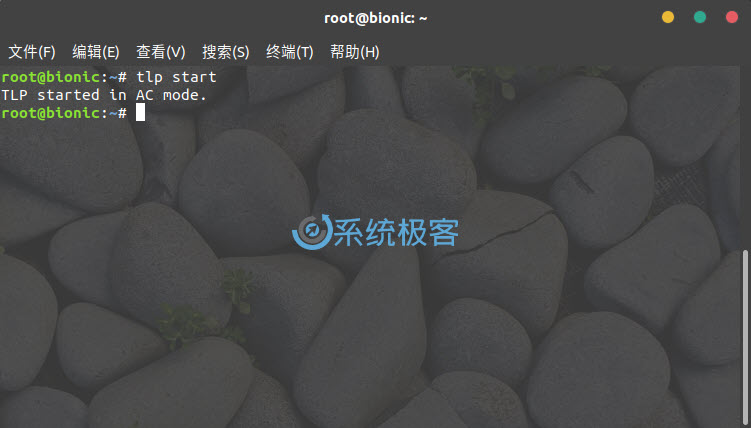 root@bionic: ~
文件(F) 编辑(E) 查看(V) 搜索(S) 终端(T) 帮助(H)
root@bionic:~# tlp start
TLP started in AC mode.
root@bionic:~#
系统极客